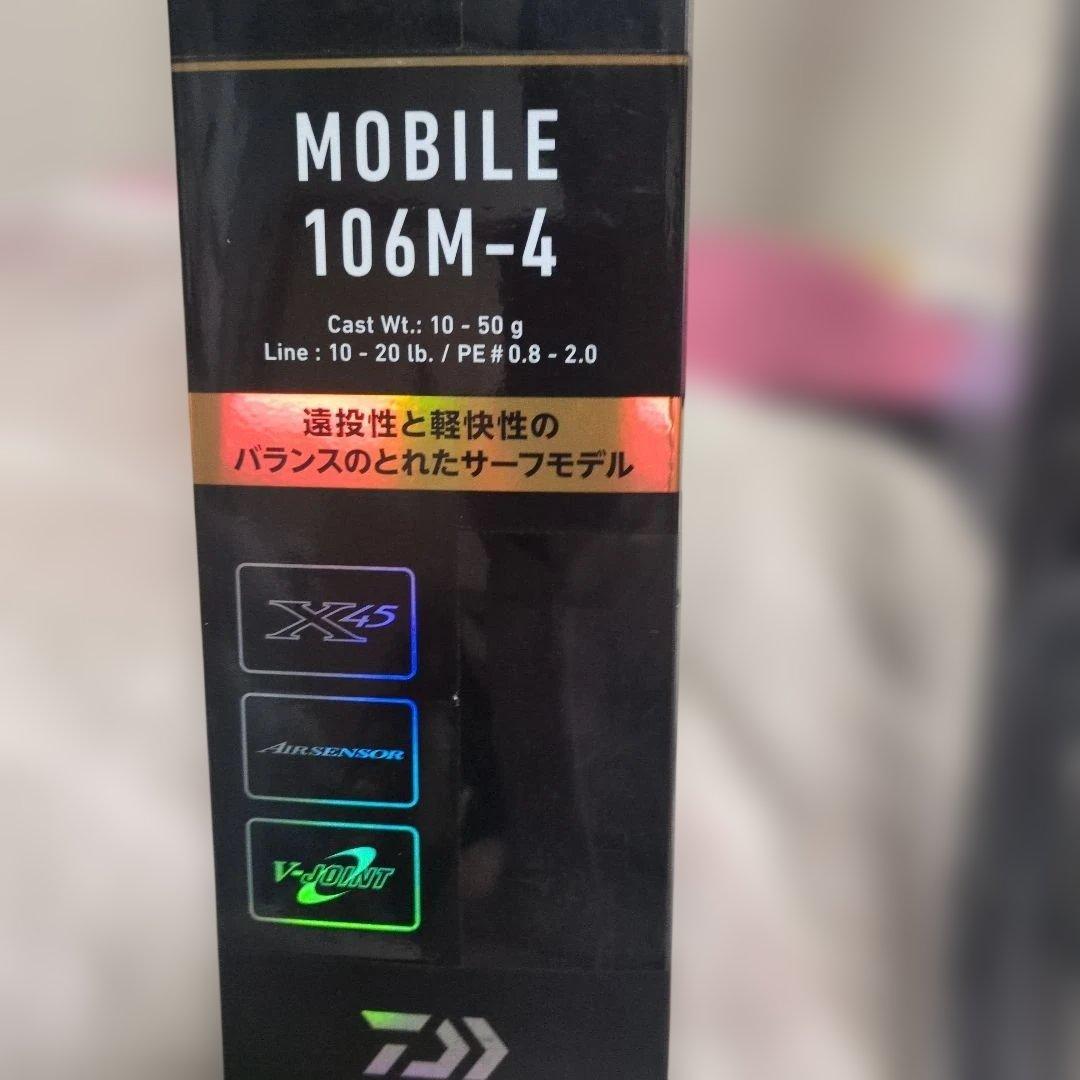 MOBILE
106M-4
Cast Wt.: 10 - 50 g
Line : 10 - 20 lb. / PE#0.8 - 2.0
遠投性と軽快性の
バランスのとれたサーフモデル
X45
AIRSENSOR
V-JOINT